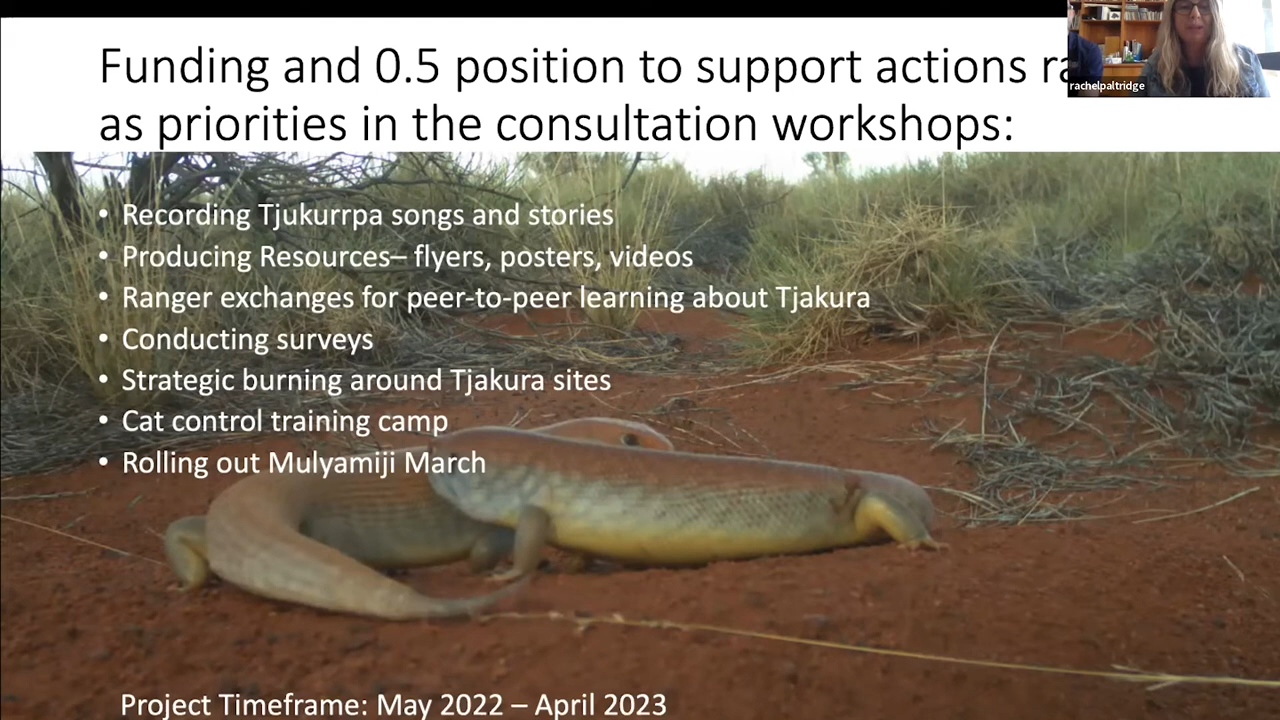 Funding and 0.5 position to support actions
as priorities in the consultation workshops:
rachelpaltridge
• Recording Tjukurrpa songs and stories
• Producing Resources– flyers, posters, videos
• Ranger exchanges for peer-to-peer learning about Tjakura
• Conducting surveys
• Strategic burning around Tjakura sites
• Cat control training camp
• Rolling out Mulyamiji March
Project Timeframe: May 2022 – April 2023